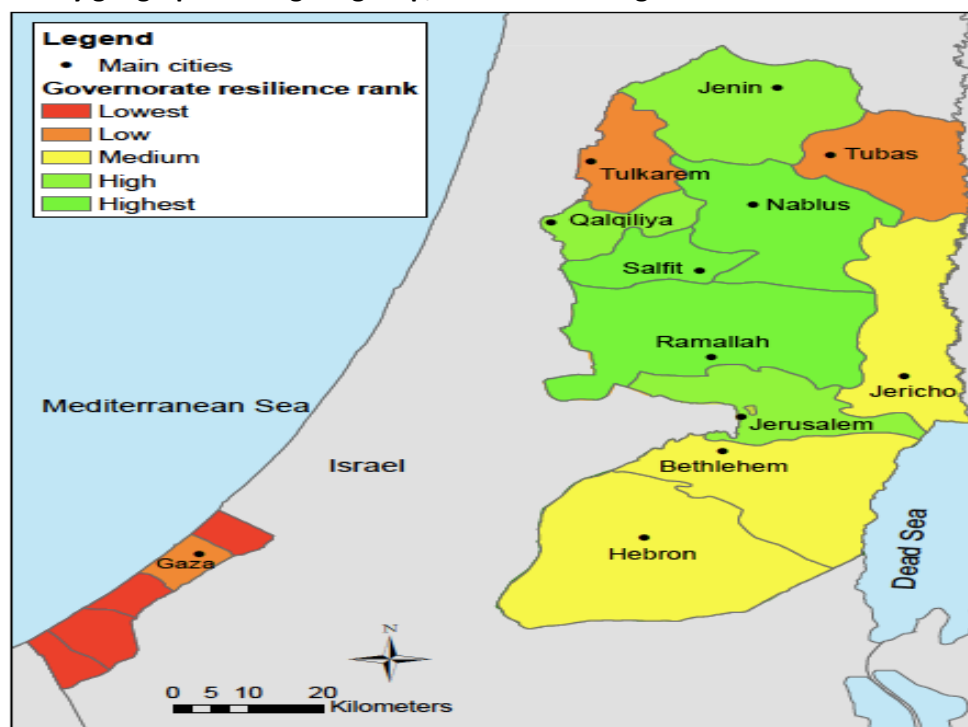 Legend
Main cities
Governorate resilience rank
Lowest
Low
Medium
High
Highest
Jenin
Tulkarem
Tubas
Nablus
Qalqiliya
Salfit
Ramallah
Jericho
Mediterranean Sea
Jerusalem
Israel
Bethlehem
Hebron
Dead Sea
Gaza
N
0 5 10 20
Kilometers